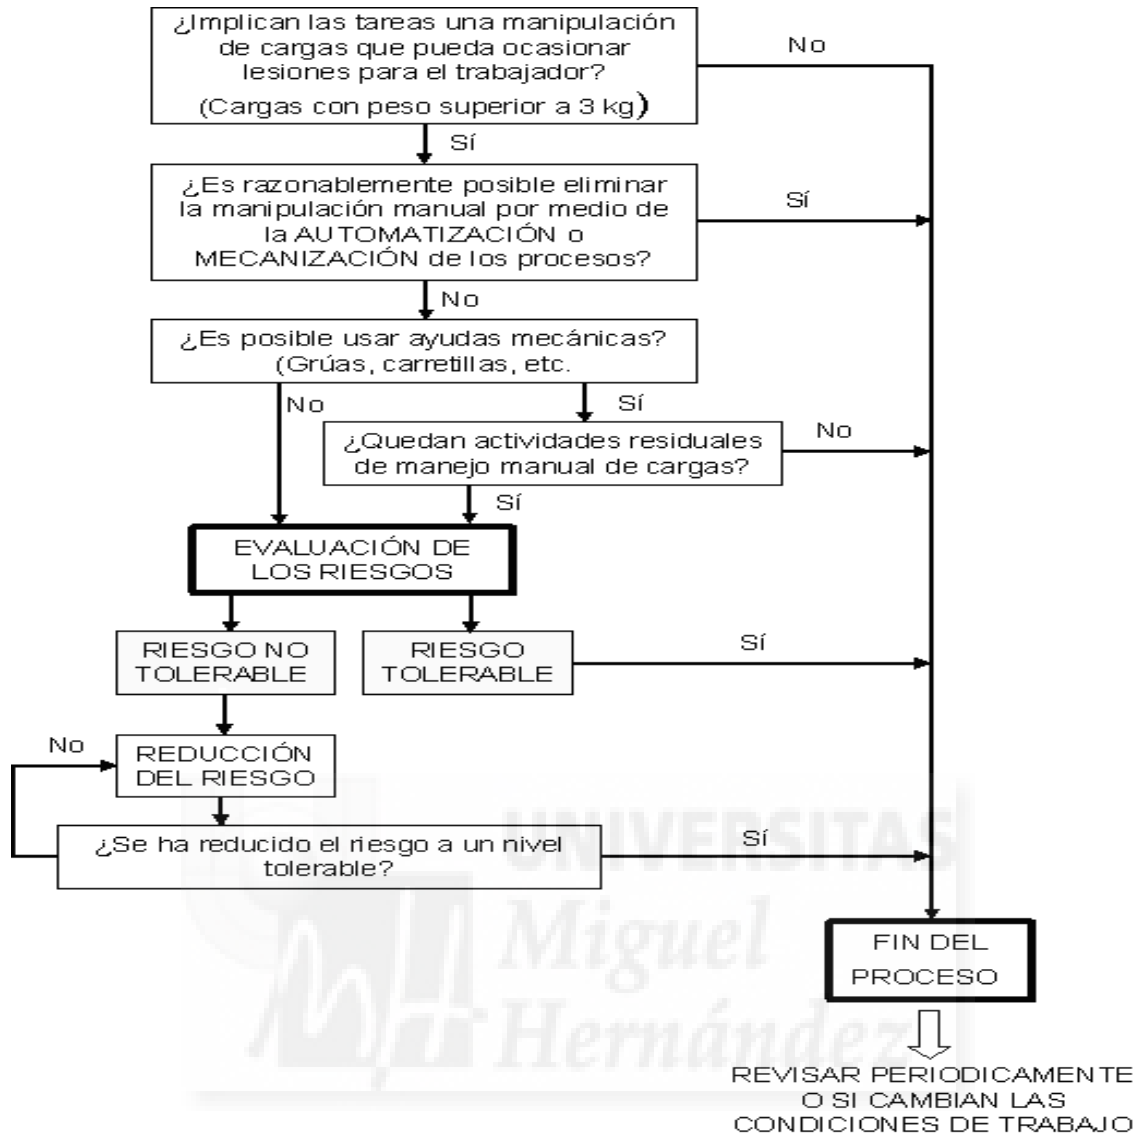 ¿Implican las tareas una manipulación
de cargas que pueda ocasionar
lesiones para el trabajador?
(Cargas con peso superior a 3 kg)
No
Sí
¿Es razonablemente posible eliminar
la manipulación manual por medio de
la AUTOMATIZACIÓN o
MECANIZACIÓN de los procesos?
Sí
No
¿Es posible usar ayudas mecánicas?
(Grúas, carretillas, etc.
No
Sí
¿Quedan actividades residuales
de manejo manual de cargas?
No
Sí
EVALUACIÓN DE
LOS RIESGOS
RIESGO NO
TOLERABLE
RIESGO
TOLERABLE
Sí
No
REDUCCIÓN
DEL RIESGO
¿Se ha reducido el riesgo a un nivel
tolerable?
Sí
UNIVERSITAS
Miguel
Hernández
FIN DEL
PROCESO
REVISAR PERIODICAMENTE
O SI CAMBIAN LAS
CONDICIONES DE TRABAJO